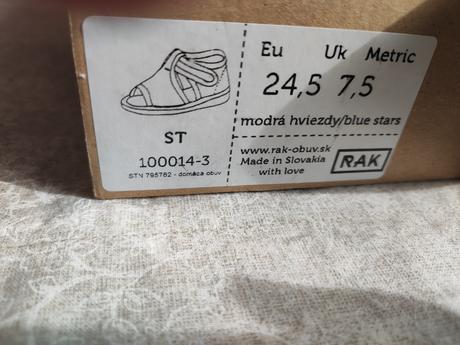 Eu Uk Metric
24,5 7,5
modrá hviezdy/blue stars
ST
100014-3
STN 795782 - domáca obuv
www.rak-obuv.sk
Made in Slovakia
with love
RAK